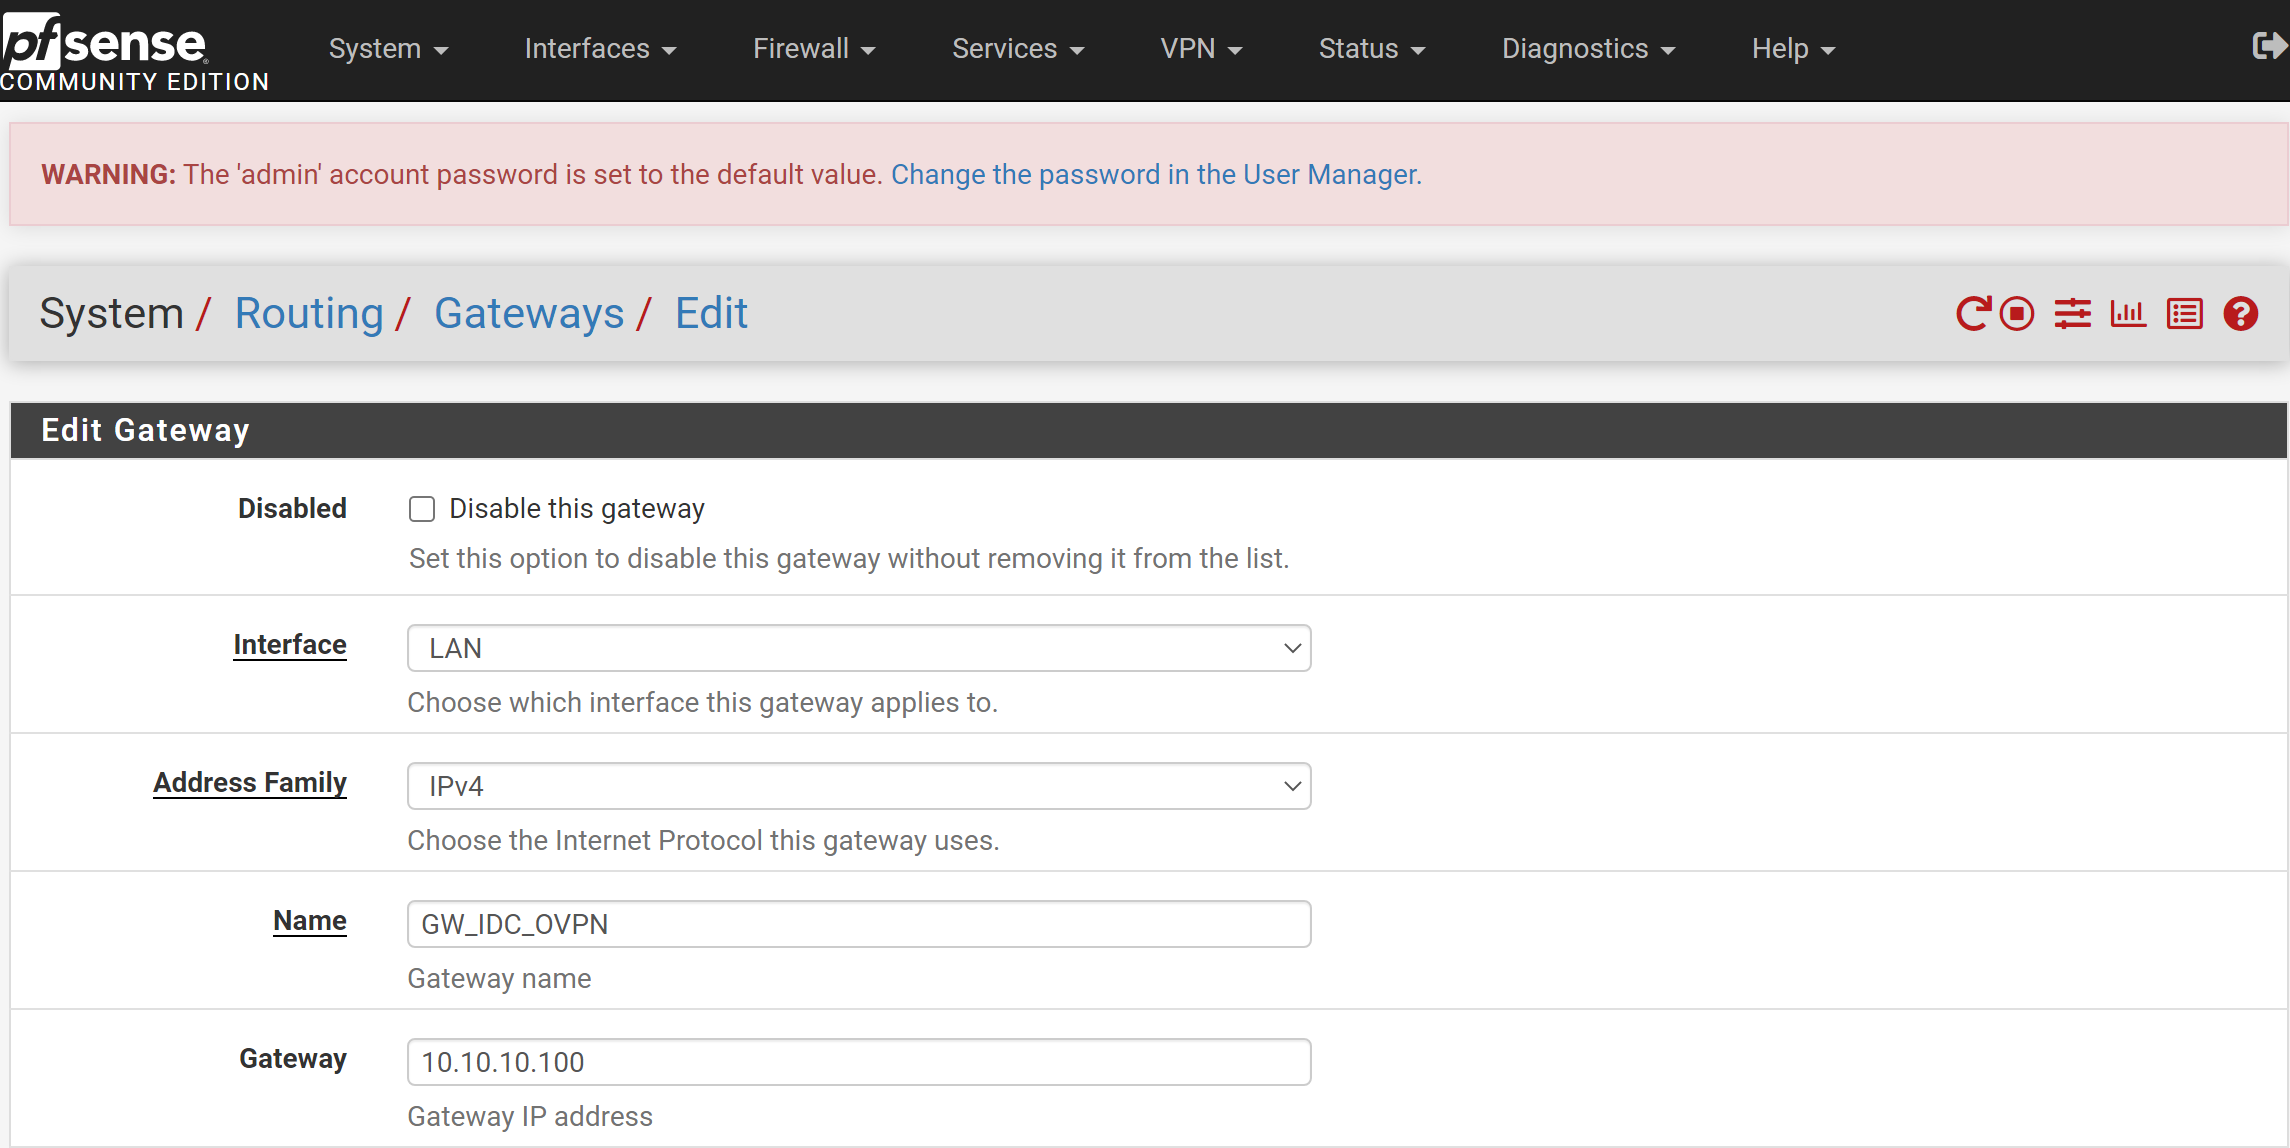 pfsense
COMMUNITY EDITION
System Interfaces Firewall Services VPN Status Diagnostics Help
WARNING: The 'admin' account password is set to the default value. Change the password in the User Manager.
System / Routing / Gateways / Edit
Edit Gateway
Disabled Disable this gateway
Set this option to disable this gateway without removing it from the list.
Interface LAN
Choose which interface this gateway applies to.
Address Family IPv4
Choose the Internet Protocol this gateway uses.
Name GW_IDC_OVPN
Gateway name
Gateway 10.10.10.100
Gateway IP address